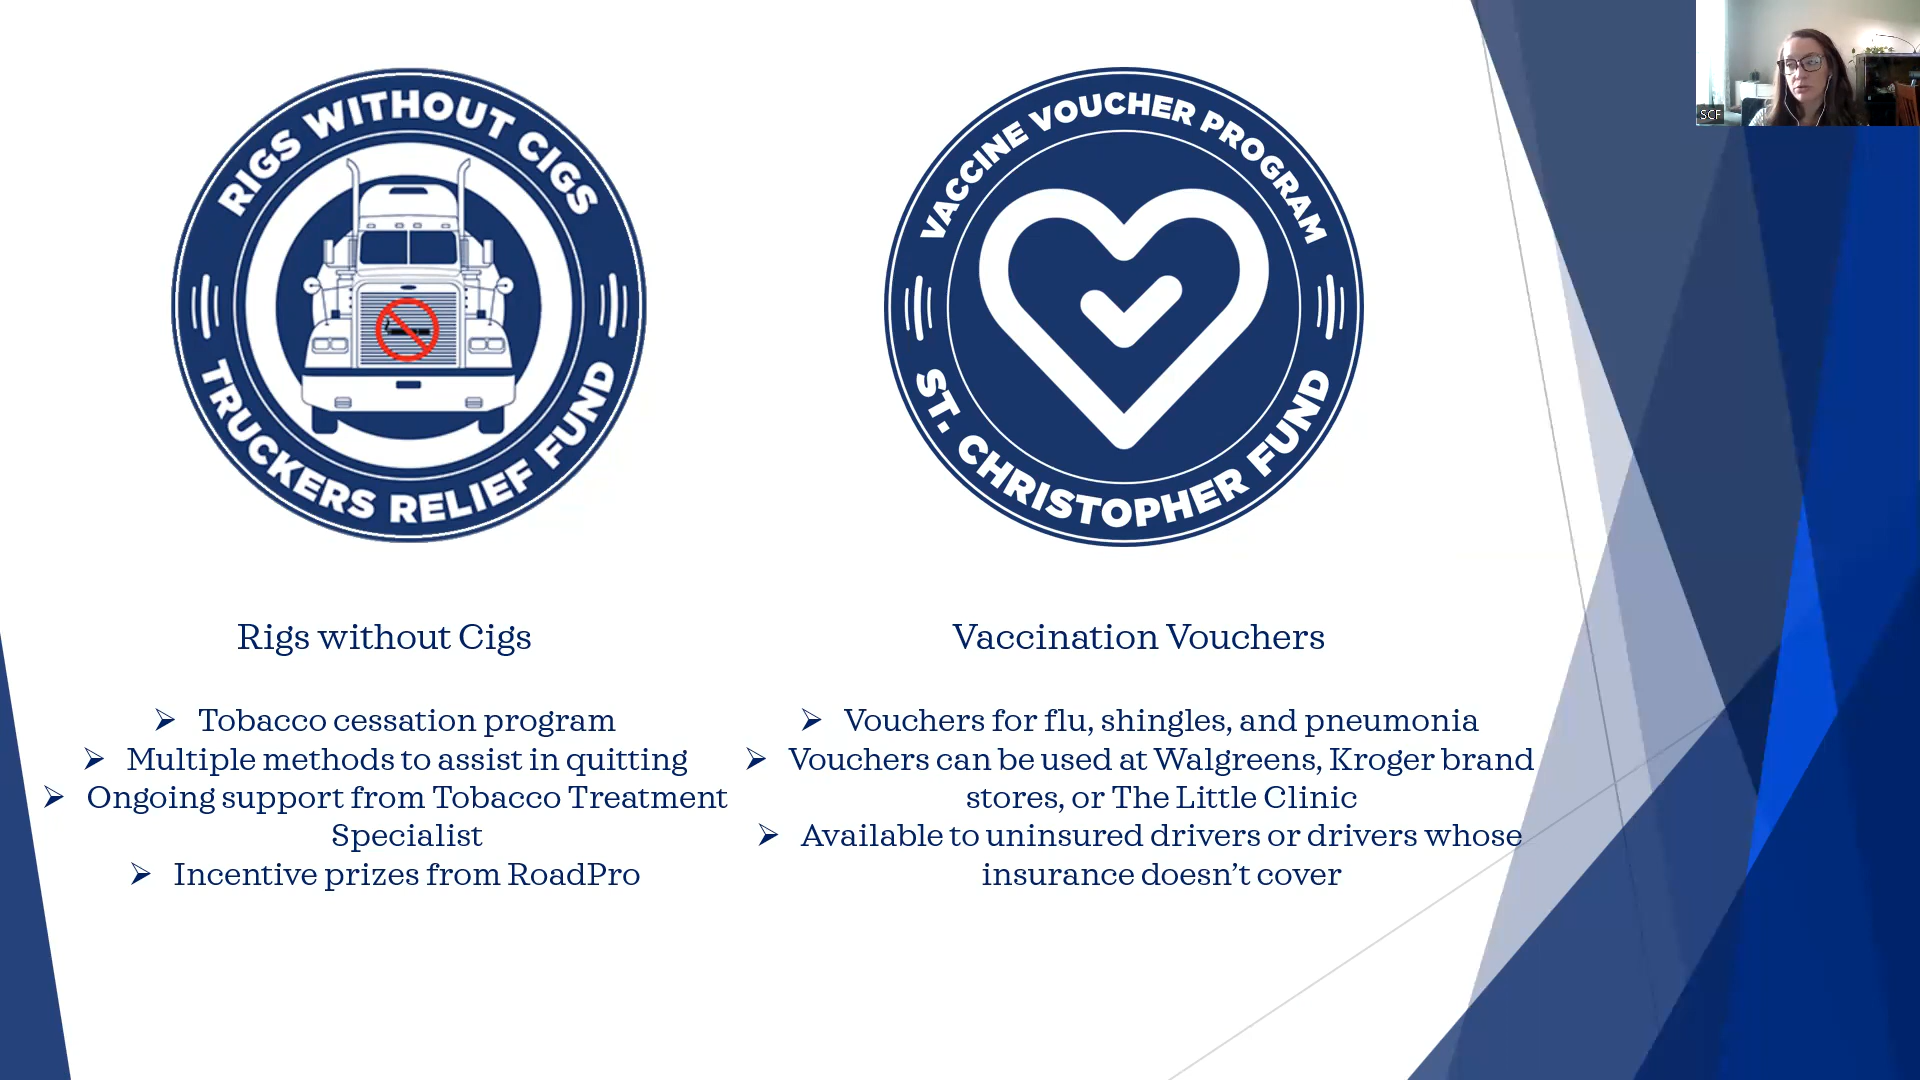 RIGS WITHOUT CIGS
TRUCKERS RELIEF FUND
VACCINE VOUCHER PROGRAM
ST. CHRISTOPHER FUND
SCF
Rigs without Cigs
Tobacco cessation program
Multiple methods to assist in quitting
Ongoing support from Tobacco Treatment
Specialist
Incentive prizes from RoadPro
Vaccination Vouchers
Vouchers for flu, shingles, and pneumonia
Vouchers can be used at Walgreens, Kroger brand
stores, or The Little Clinic
Available to uninsured drivers or drivers whose
insurance doesn’t cover